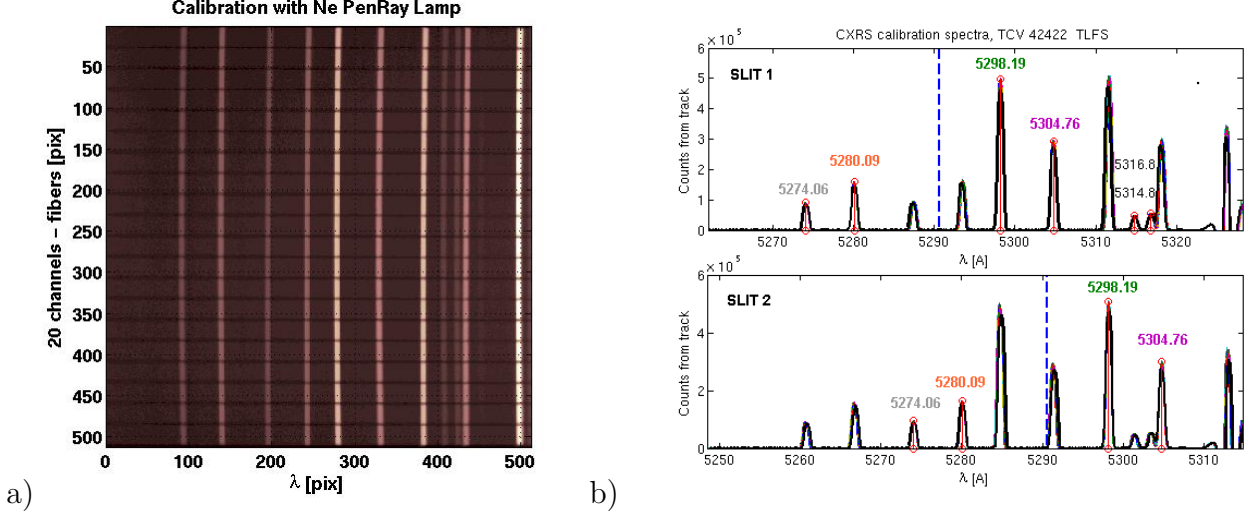 Calibration with Ne PenRay Lamp
20 channels – fibers [pix]
50
100
150
200
250
300
350
400
450
500
0 100 200 300 400 500
λ [pix]
a)
CXRS calibration spectra, TCV 42422 TLFS
6 × 10^5
SLIT 1
Counts from track
5
4
3
2
1
0
5274.06
5280.09
5298.19
5304.76
5316.8
5314.8
5270 5280 5290 5300 5310 5320
λ [A]
6 × 10^5
SLIT 2
Counts from track
4
2
0
5274.06
5280.09
5298.19
5304.76
5250 5260 5270 5280 5290 5300 5310
λ [A]
b)